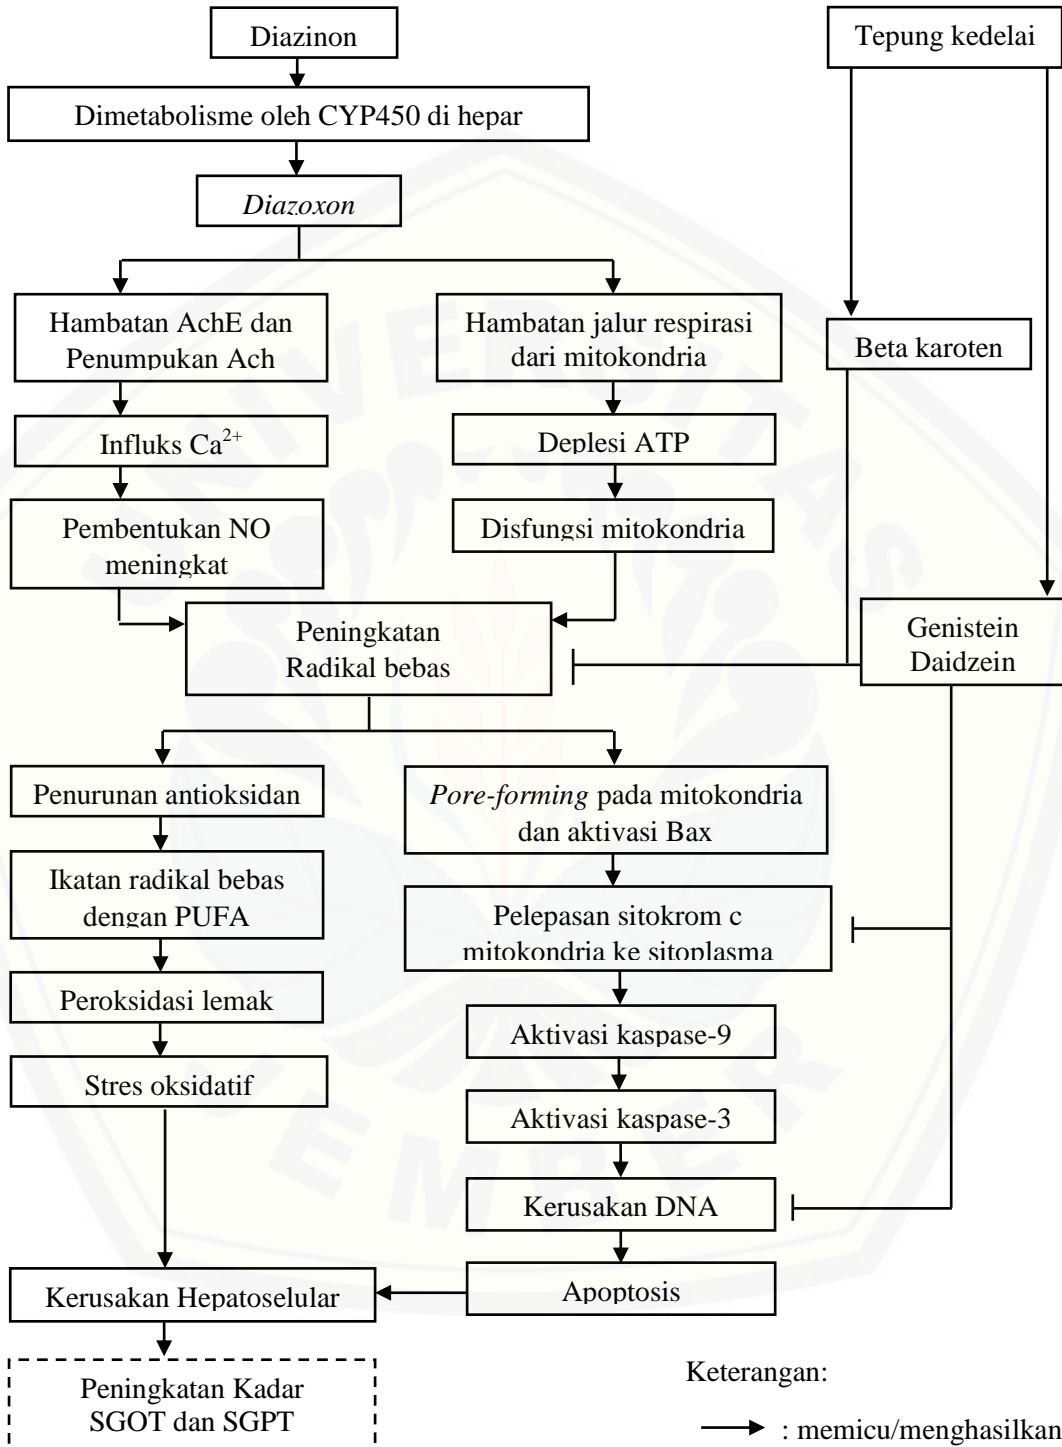 Diazinon
Tepung kedelai
Dimetabolisme oleh CYP450 di hepar
Diazoxon
Hambatan AchE dan
Penumpukan Ach
Hambatan jalur respirasi
dari mitokondria
Beta karoten
Influks Ca²⁺
Deplesi ATP
Pembentukan NO
meningkat
Disfungsi mitokondria
Peningkatan
Radikal bebas
Genistein
Daidzein
Penurunan antioksidan
Pore-forming pada mitokondria
dan aktivasi Bax
Ikatan radikal bebas
dengan PUFA
Pelepasan sitokrom c
mitokondria ke sitoplasma
Peroksidasi lemak
Aktivasi kaspase-9
Stres oksidatif
Aktivasi kaspase-3
Kerusakan DNA
Kerusakan Hepatoselular
Apoptosis
Peningkatan Kadar
SGOT dan SGPT
Keterangan:
: memicu/menghasilkan
UNIVERSITAS
JEMBER